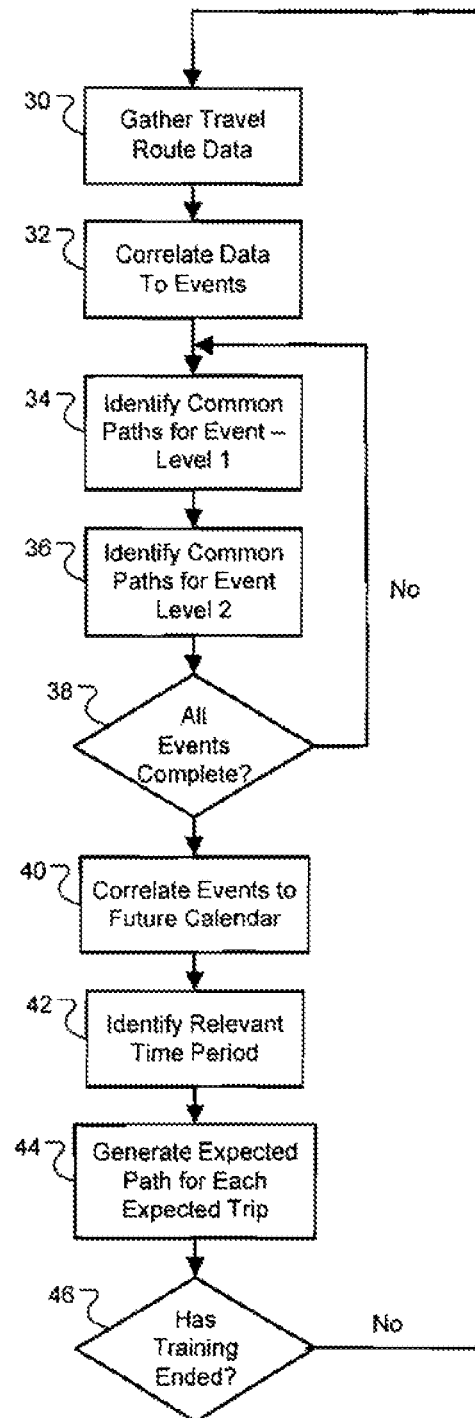 30
Gather Travel
Route Data
32
Correlate Data
To Events
34
Identify Common
Paths for Event –
Level 1
36
Identify Common
Paths for Event
Level 2
No
38
All
Events
Complete?
40
Correlate Events to
Future Calendar
42
Identify Relevant
Time Period
44
Generate Expected
Path for Each
Expected Trip
46
Has
Training
Ended?
No